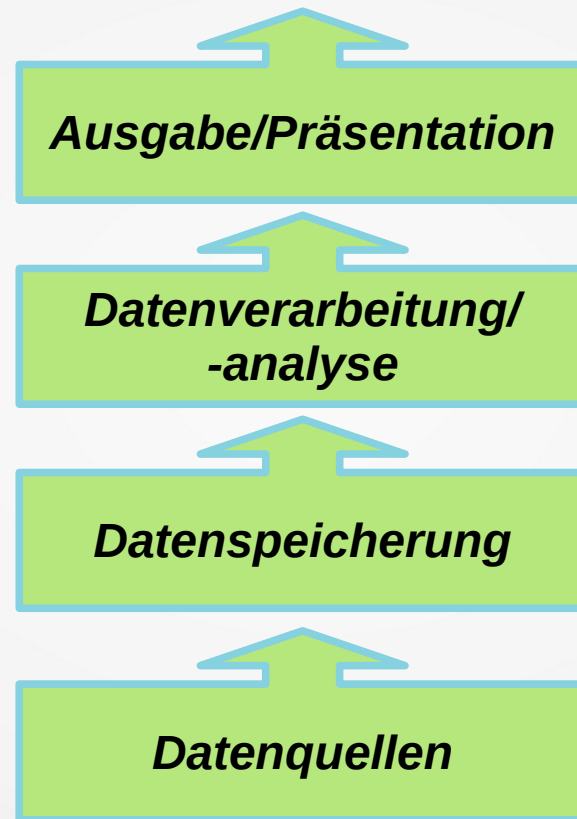 Ausgabe/Präsentation
Datenverarbeitung/
-analyse
Datenspeicherung
Datenquellen